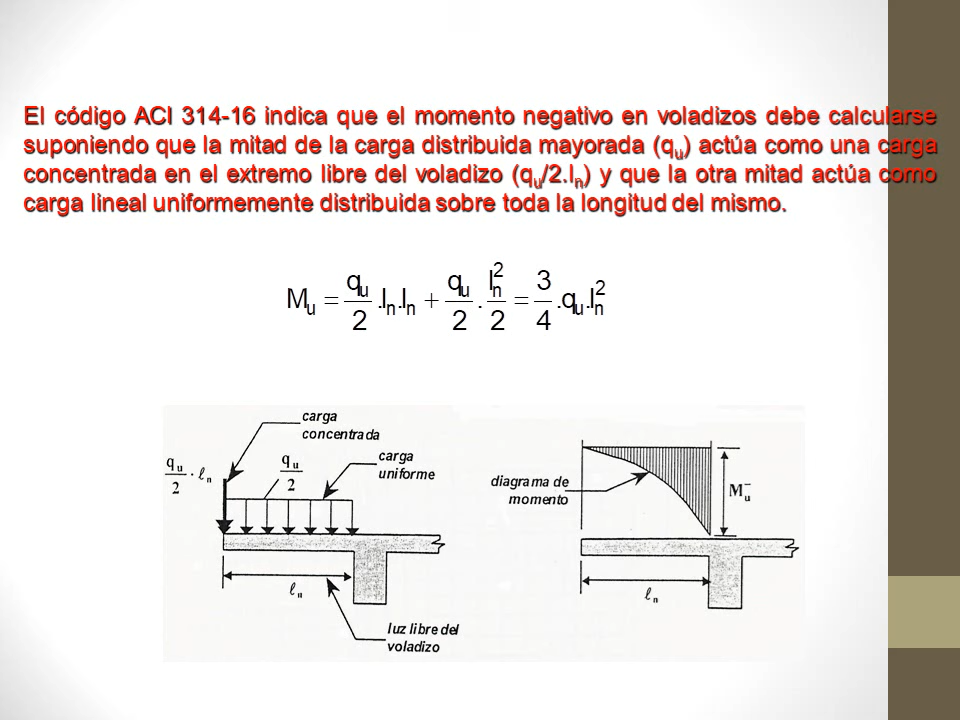 El código ACI 314-16 indica que el momento negativo en voladizos debe calcularse
suponiendo que la mitad de la carga distribuida mayorada (qu) actúa como una carga
concentrada en el extremo libre del voladizo (qu/2.ln) y que la otra mitad actúa como
carga lineal uniformemente distribuida sobre toda la longitud del mismo.
Mu = qu/2 .ln.ln + qu/2 . ln²/2 = 3/4 .qu.ln²
carga
concentrada
qu/2 · ℓn
qu/2
carga
uniforme
ℓn
luz libre del
voladizo
diagrama de
momento
Mu⁻
ℓn